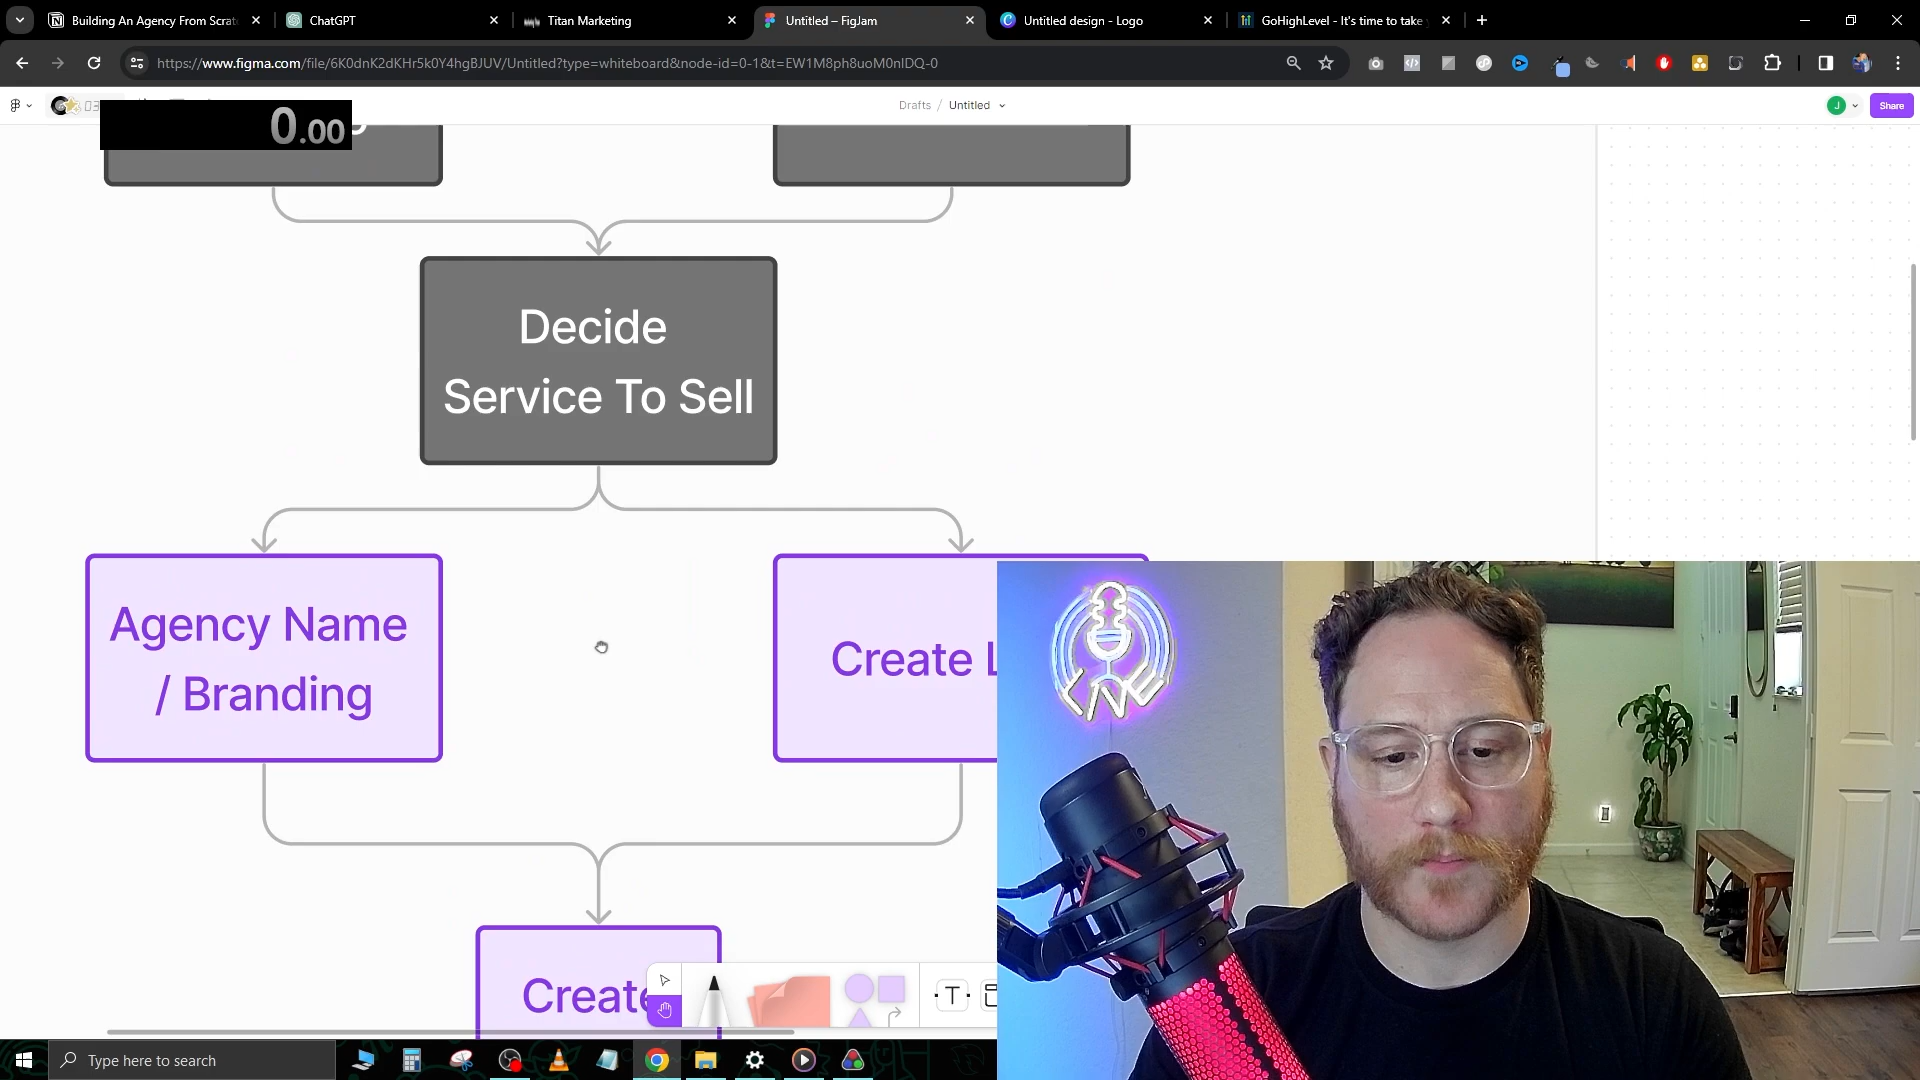 Building An Agency From Scrat
ChatGPT
Titan Marketing
Untitled – FigJam
Untitled design - Logo
GoHighLevel - It's time to take
https://www.figma.com/file/6K0dnK2dKHr5k0Y4hgBJUV/Untitled?type=whiteboard&node-id=0-1&t=EW1M8ph8uoM0nIDQ-0
03
Drafts / Untitled
J
Share
0.00
Decide
Service To Sell
Agency Name
/ Branding
Create L
Create
T
Type here to search